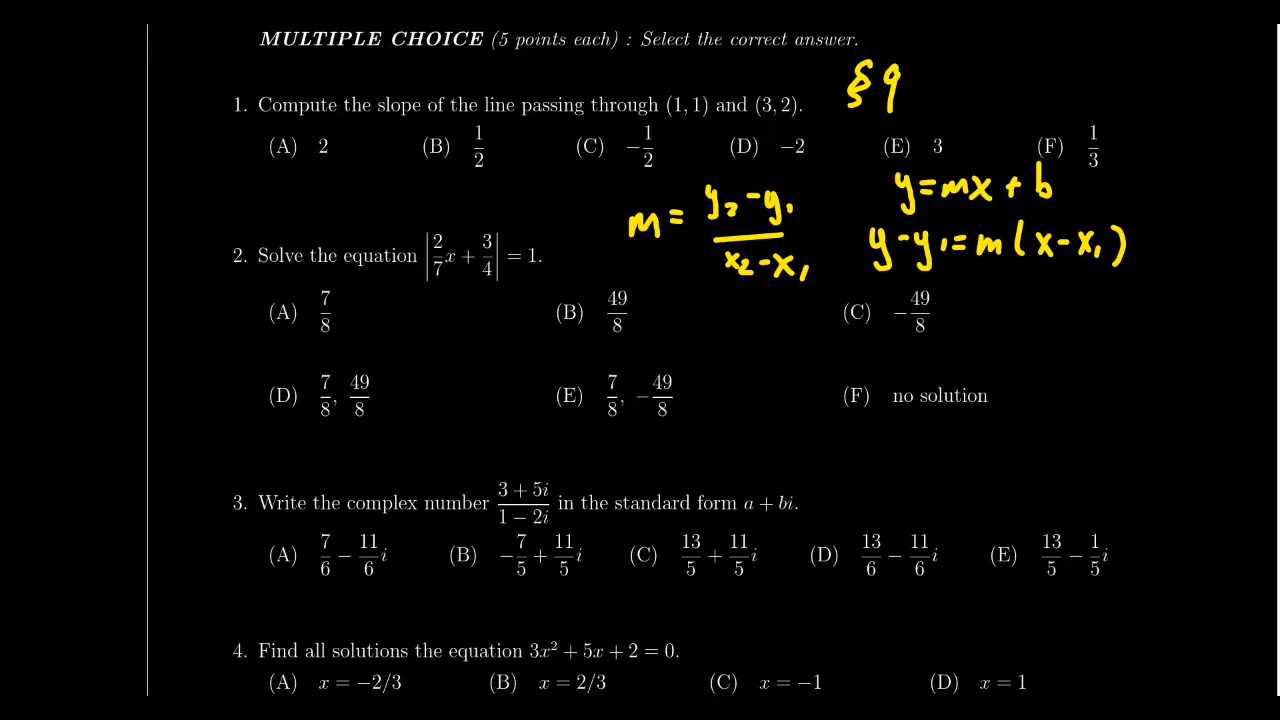 MULTIPLE CHOICE (5 points each) : Select the correct answer.
§ 9
1. Compute the slope of the line passing through (1, 1) and (3, 2).
(A) 2 (B) 1/2 (C) −1/2 (D) −2 (E) 3 (F) 1/3
y = mx + b
m = (y₂ − y₁)/(x₂ − x₁)
y − y₁ = m(x − x₁)
2. Solve the equation |2/7 x + 3/4| = 1.
(A) 7/8 (B) 49/8 (C) −49/8
(D) 7/8, 49/8 (E) 7/8, −49/8 (F) no solution
3. Write the complex number (3 + 5i)/(1 − 2i) in the standard form a + bi.
(A) 7/6 − 11/6 i (B) −7/5 + 11/5 i (C) 13/5 + 11/5 i (D) 13/6 − 11/6 i (E) 13/5 − 1/5 i
4. Find all solutions the equation 3x² + 5x + 2 = 0.
(A) x = −2/3 (B) x = 2/3 (C) x = −1 (D) x = 1